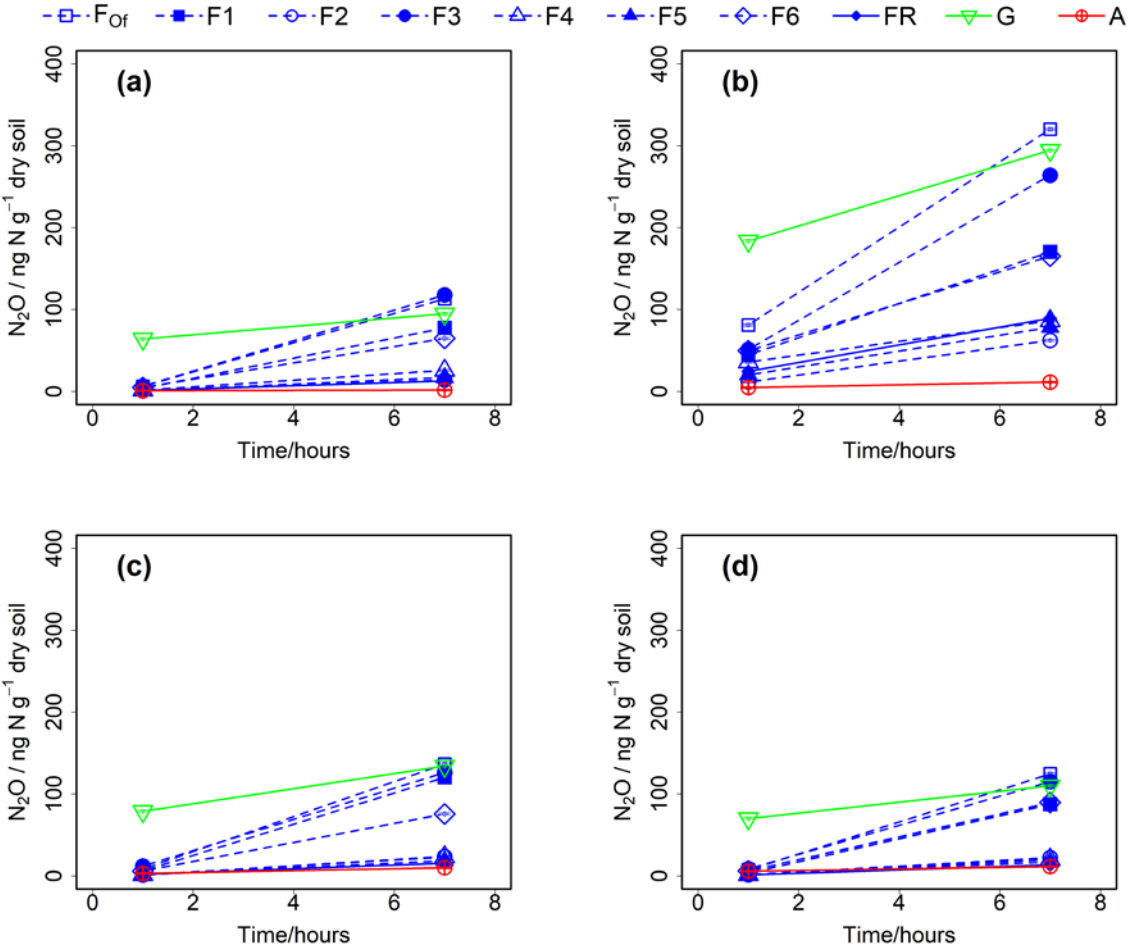 F_Of F1 F2 F3 F4 F5 F6 FR G A
(a)
400
300
200
100
0
N₂O / ng N g⁻¹ dry soil
0 2 4 6 8
Time/hours
(b)
400
300
200
100
0
N₂O / ng N g⁻¹ dry soil
0 2 4 6 8
Time/hours
(c)
400
300
200
100
0
N₂O / ng N g⁻¹ dry soil
0 2 4 6 8
Time/hours
(d)
400
300
200
100
0
N₂O / ng N g⁻¹ dry soil
0 2 4 6 8
Time/hours